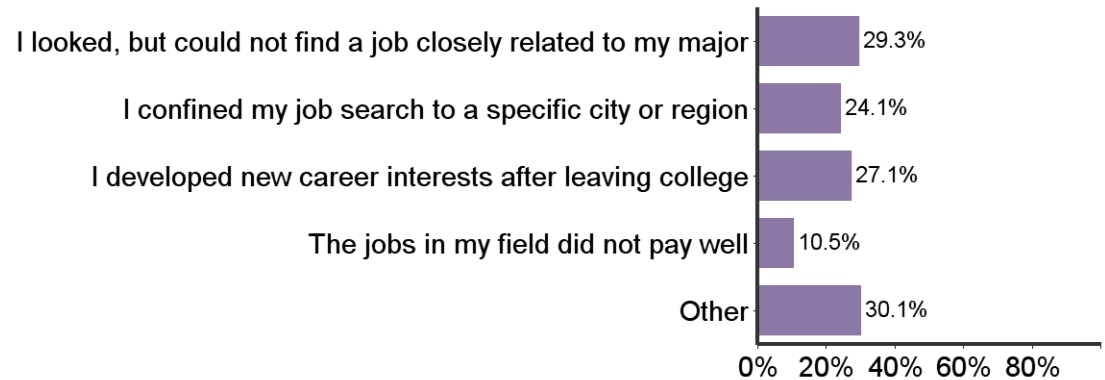 I looked, but could not find a job closely related to my major 29.3%
I confined my job search to a specific city or region 24.1%
I developed new career interests after leaving college 27.1%
The jobs in my field did not pay well 10.5%
Other 30.1%
0% 20% 40% 60% 80%